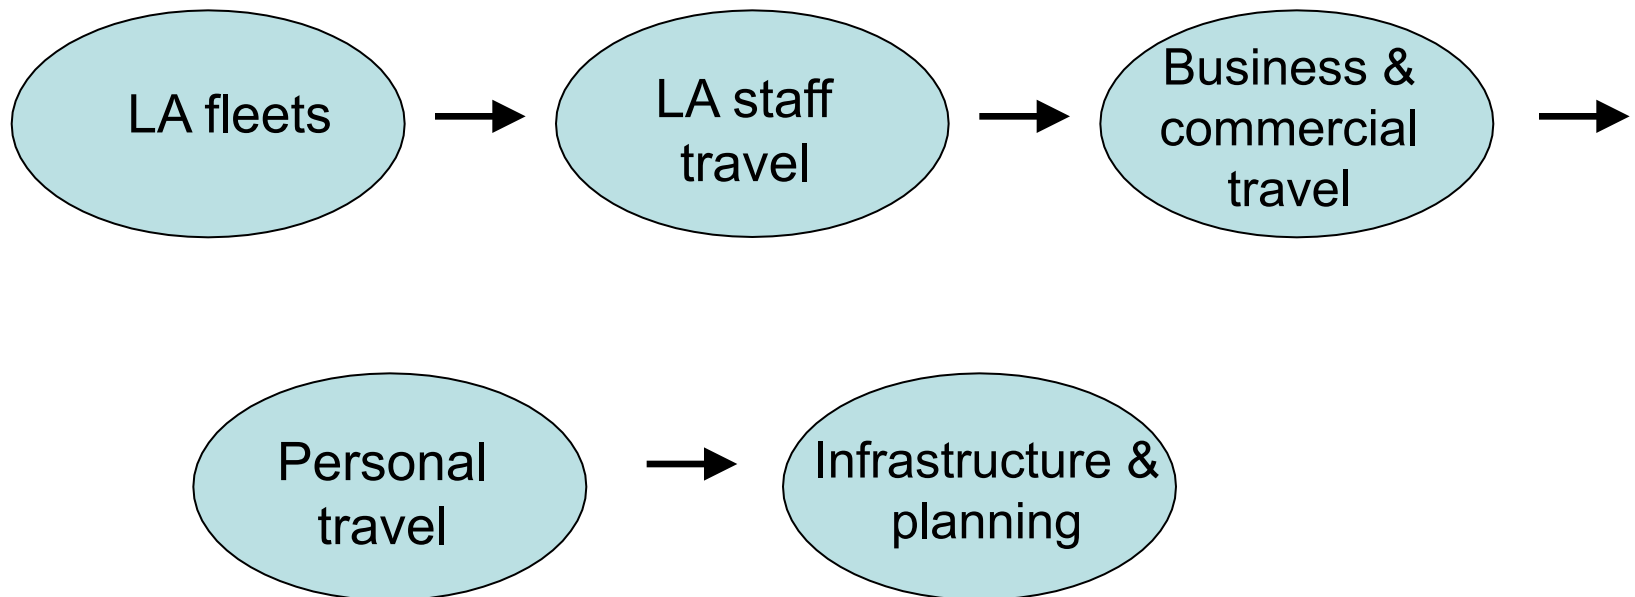 LA fleets
LA staff
travel
Business &
commercial
travel
Personal
travel
Infrastructure &
planning